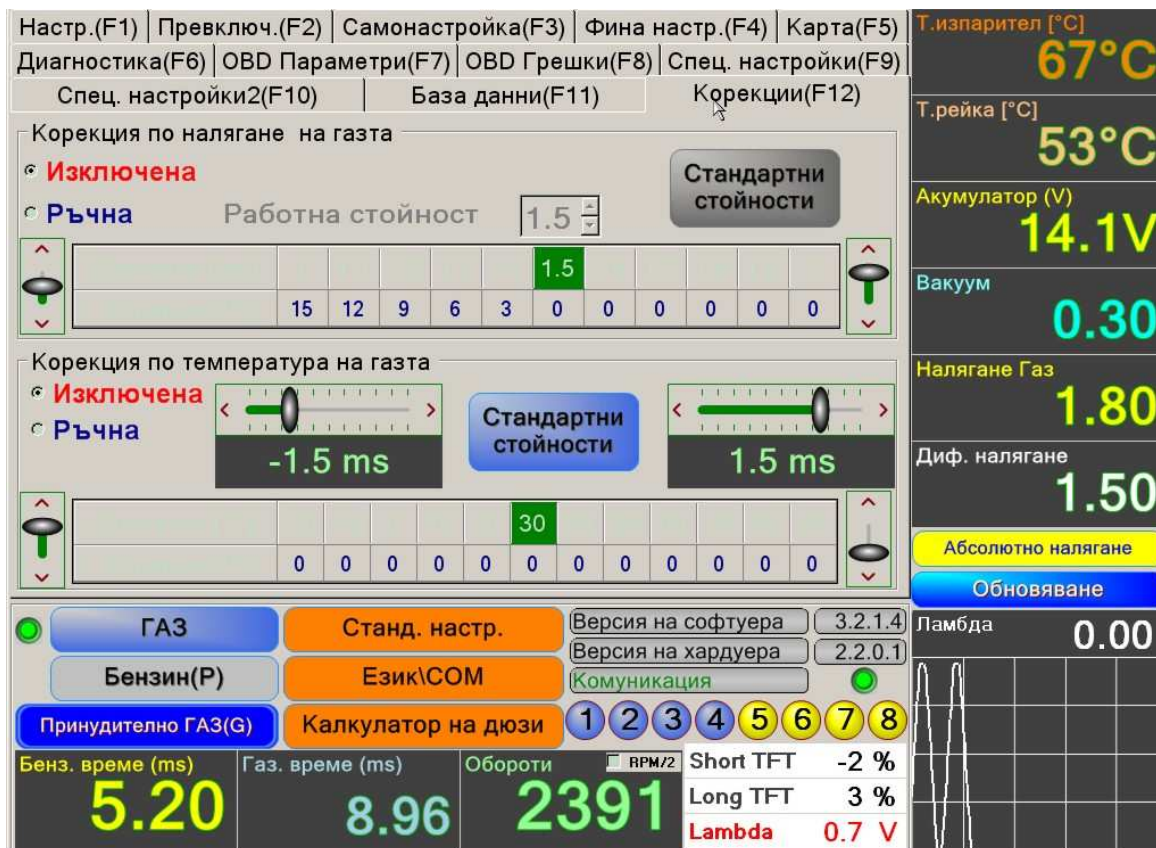 Настр.(F1) Превключ.(F2) Самонастройка(F3) Фина настр.(F4) Карта(F5)
Диагностика(F6) OBD Параметри(F7) OBD Грешки(F8) Спец. настройки(F9)
Спец. настройки2(F10) База данни(F11) Корекции(F12)
Корекция по налягане на газта
Изключена
Ръчна Работна стойност 1.5
Стандартни
стойности
1.5
15 12 9 6 3 0 0 0 0 0 0
Корекция по температура на газта
Изключена
Ръчна
-1.5 ms
Стандартни
стойности
1.5 ms
30
0 0 0 0 0 0 0 0 0 0 0 0
ГАЗ
Бензин(P)
Принудително ГАЗ(G)
Станд. настр.
Език\COM
Калкулатор на дюзи
Версия на софтуера 3.2.1.4
Версия на хардуера 2.2.0.1
Комуникация
1 2 3 4 5 6 7 8
Бенз. време (ms)
5.20
Газ. време (ms)
8.96
Обороти RPM/2
2391
Short TFT -2 %
Long TFT 3 %
Lambda 0.7 V
Т.изпарител [°C]
67°C
Т.рейка [°C]
53°C
Акумулатор (V)
14.1V
Вакуум
0.30
Налягане Газ
1.80
Диф. налягане
1.50
Абсолютно налягане
Обновяване
Ламбда 0.00